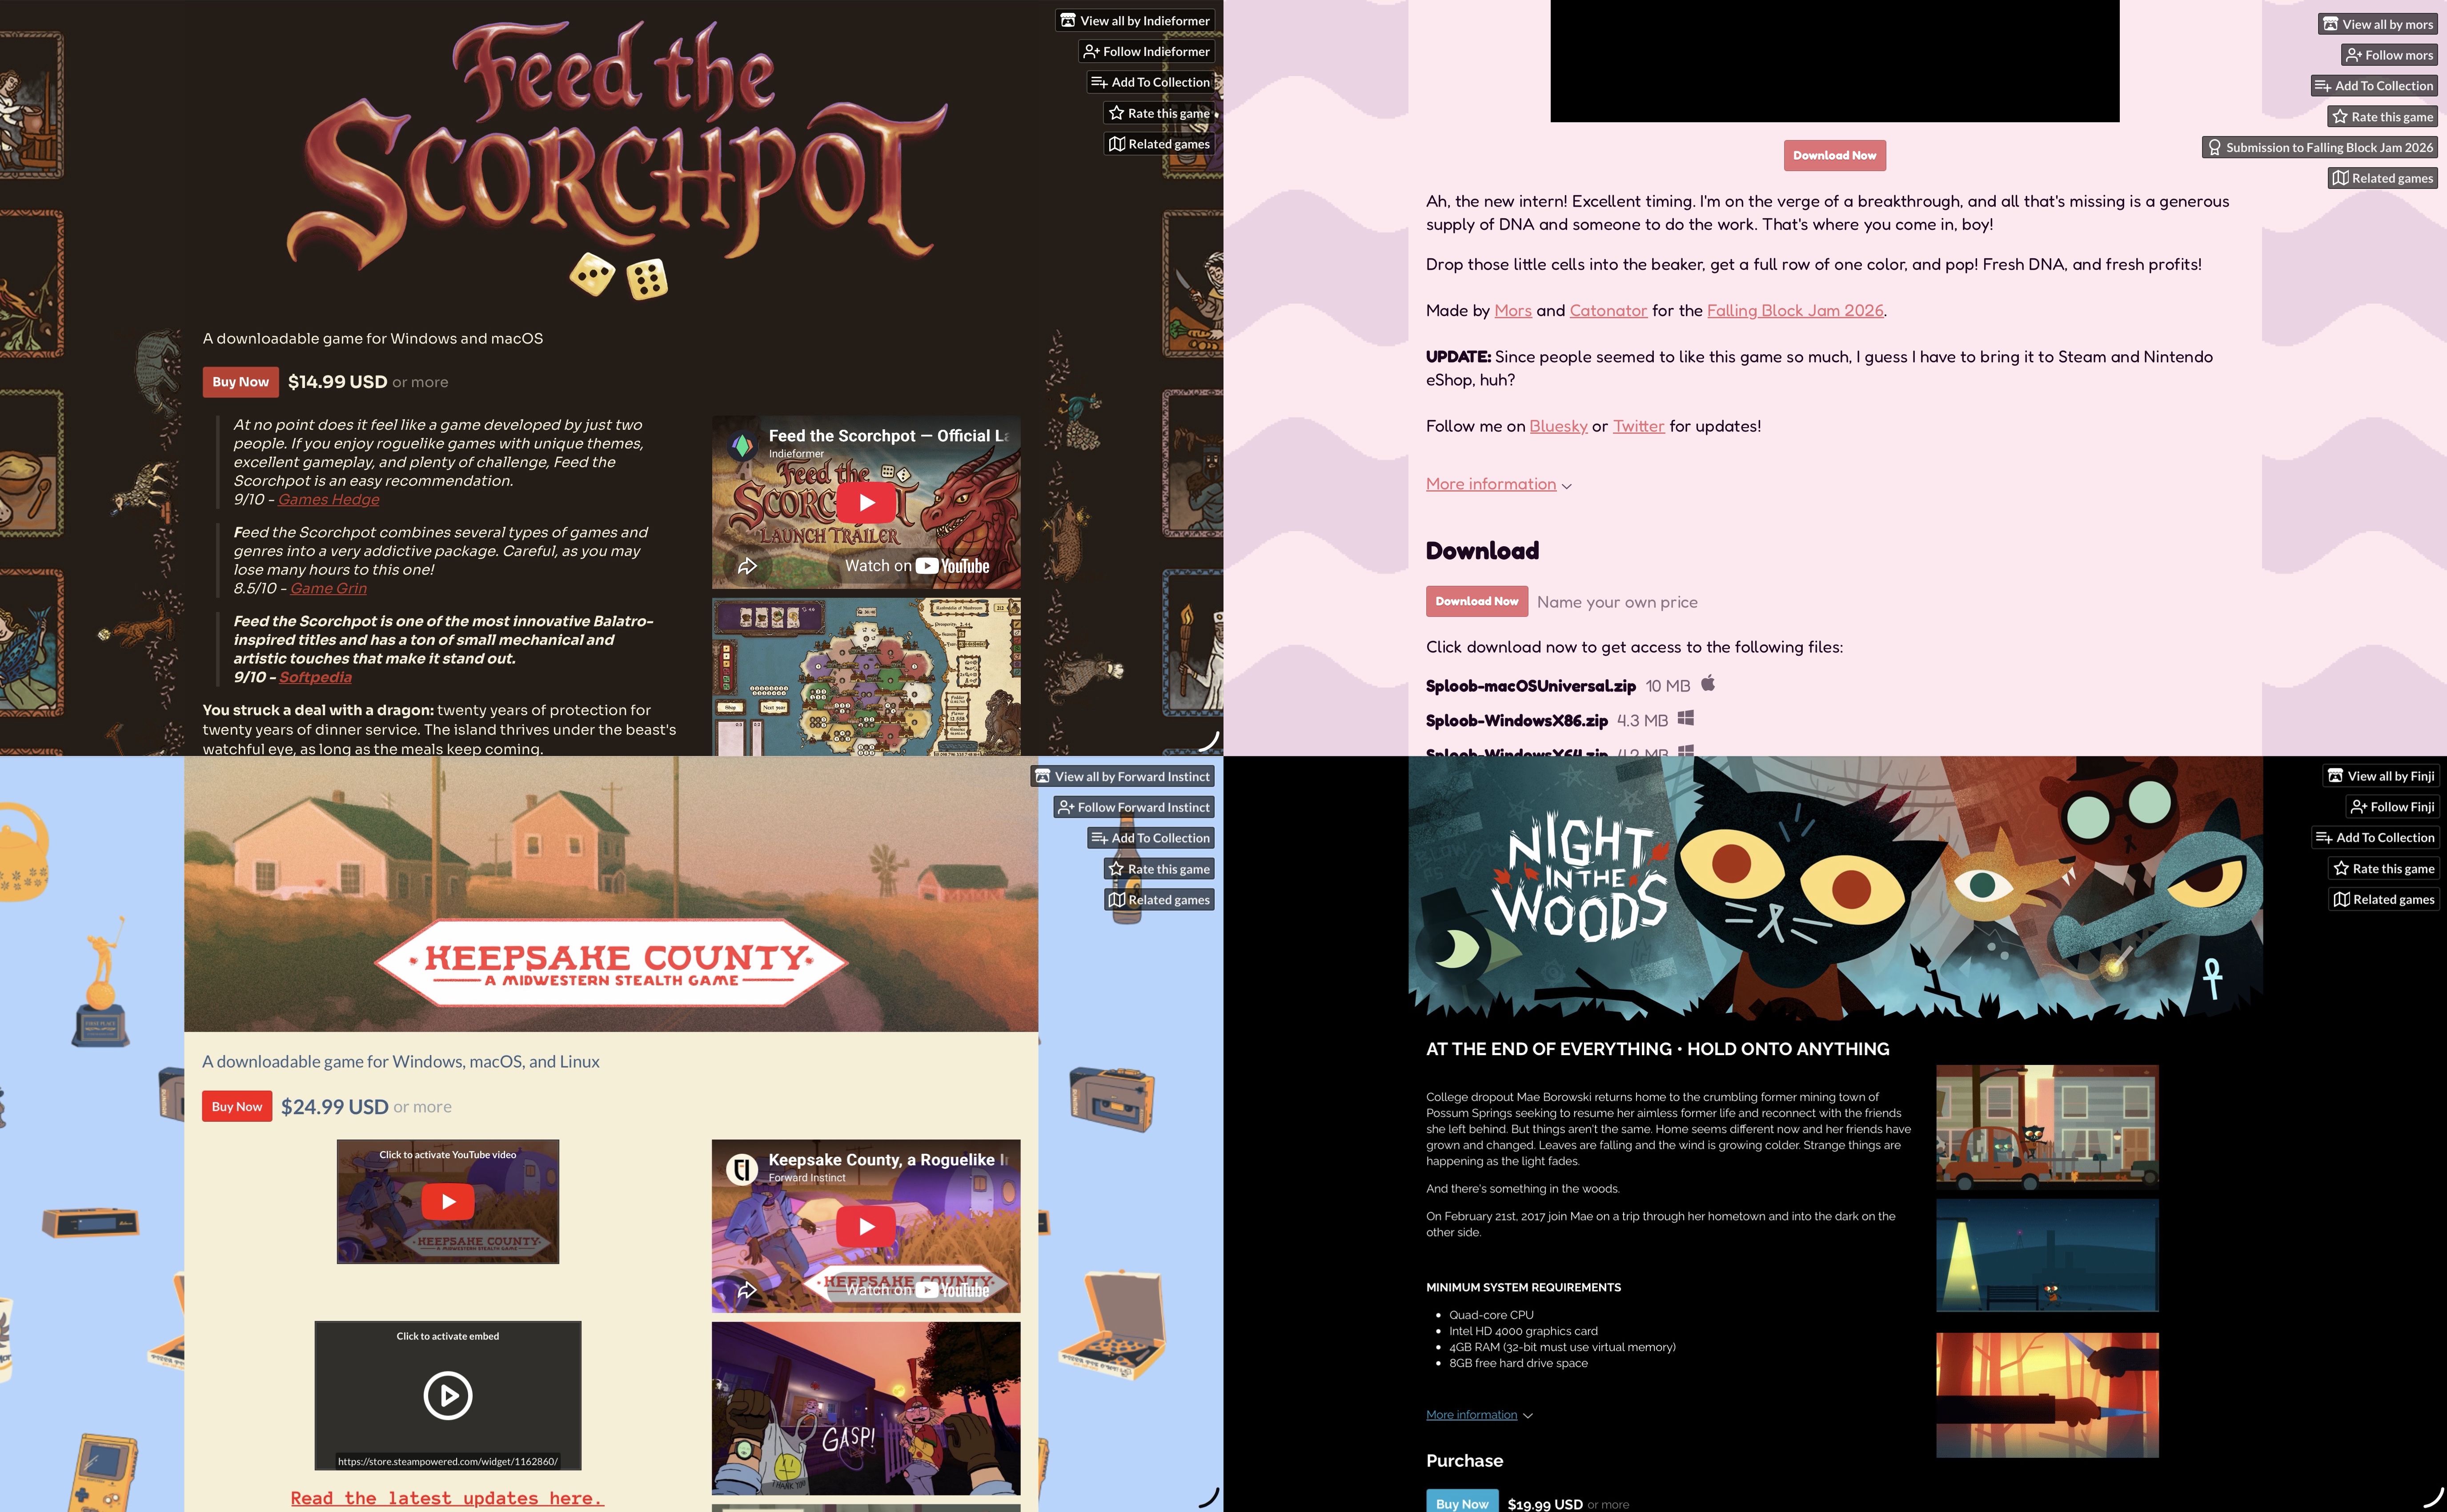 Feed the
SCORCHPOT
View all by Indieformer
Follow Indieformer
Add To Collection
Rate this game
Related games
A downloadable game for Windows and macOS
Buy Now $14.99 USD or more
At no point does it feel like a game developed by just two
people. If you enjoy roguelike games with unique themes,
excellent gameplay, and plenty of challenge, Feed the
Scorchpot is an easy recommendation.
9/10 - Games Hedge
Feed the Scorchpot combines several types of games and
genres into a very addictive package. Careful, as you may
lose many hours to this one!
8.5/10 - Game Grin
Feed the Scorchpot is one of the most innovative Balatro-
inspired titles and has a ton of small mechanical and
artistic touches that make it stand out.
9/10 - Softpedia
You struck a deal with a dragon: twenty years of protection for
twenty years of dinner service. The island thrives under the beast's
watchful eye, as long as the meals keep coming.
Feed the Scorchpot — Official La
Indieformer
Feed the
SCORCHPOT
LAUNCH TRAILER
Watch on YouTube
Shop
Next year
View all by mors
Follow mors
Add To Collection
Rate this game
Submission to Falling Block Jam 2026
Related games
Download Now
Ah, the new intern! Excellent timing. I'm on the verge of a breakthrough, and all that's missing is a generous
supply of DNA and someone to do the work. That's where you come in, boy!
Drop those little cells into the beaker, get a full row of one color, and pop! Fresh DNA, and fresh profits!
Made by Mors and Catonator for the Falling Block Jam 2026.
UPDATE: Since people seemed to like this game so much, I guess I have to bring it to Steam and Nintendo
eShop, huh?
Follow me on Bluesky or Twitter for updates!
More information
Download
Download Now Name your own price
Click download now to get access to the following files:
Sploob-macOSUniversal.zip 10 MB
Sploob-WindowsX86.zip 4.3 MB
Sploob-WindowsX64.zip 4.2 MB
View all by Forward Instinct
Follow Forward Instinct
Add To Collection
Rate this game
Related games
KEEPSAKE COUNTY
A MIDWESTERN STEALTH GAME
A downloadable game for Windows, macOS, and Linux
Buy Now $24.99 USD or more
Click to activate YouTube video
KEEPSAKE COUNTY
A MIDWESTERN STEALTH GAME
Click to activate embed
https://store.steampowered.com/widget/1162860/
Read the latest updates here.
Keepsake County, a Roguelike I
Forward Instinct
KEEPSAKE COUNTY
Watch on YouTube
GASP!
THANK YOU
NIGHT
IN THE
WOODS
View all by Finji
Follow Finji
Add To Collection
Rate this game
Related games
AT THE END OF EVERYTHING • HOLD ONTO ANYTHING
College dropout Mae Borowski returns home to the crumbling former mining town of
Possum Springs seeking to resume her aimless former life and reconnect with the friends
she left behind. But things aren't the same. Home seems different now and her friends have
grown and changed. Leaves are falling and the wind is growing colder. Strange things are
happening as the light fades.
And there's something in the woods.
On February 21st, 2017 join Mae on a trip through her hometown and into the dark on the
other side.
MINIMUM SYSTEM REQUIREMENTS
• Quad-core CPU
• Intel HD 4000 graphics card
• 4GB RAM (32-bit must use virtual memory)
• 8GB free hard drive space
More information
Purchase
Buy Now $19.99 USD or more